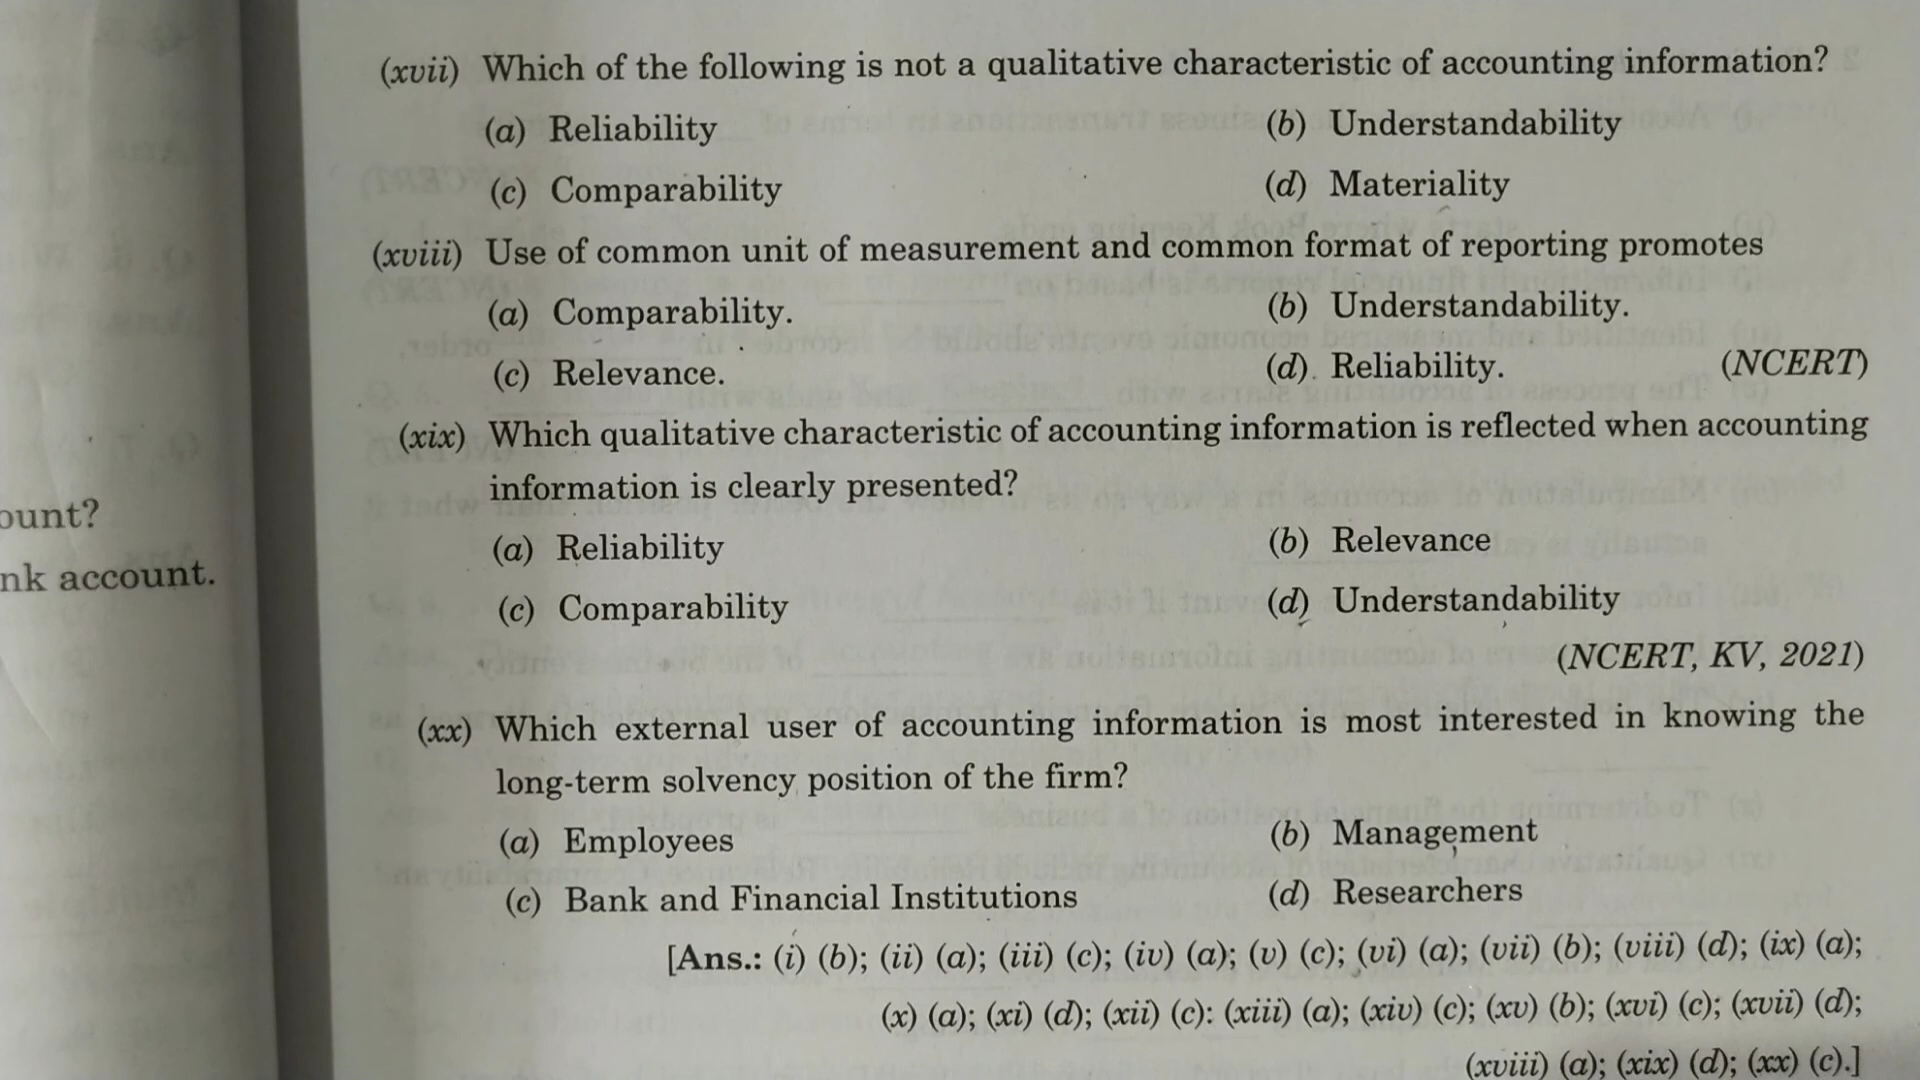 ount?
nk account.
(xvii) Which of the following is not a qualitative characteristic of accounting information?
(a) Reliability (b) Understandability
(c) Comparability (d) Materiality
(xviii) Use of common unit of measurement and common format of reporting promotes
(a) Comparability. (b) Understandability.
(c) Relevance. (d). Reliability. (NCERT)
(xix) Which qualitative characteristic of accounting information is reflected when accounting
information is clearly presented?
(a) Reliability (b) Relevance
(c) Comparability (d) Understandability
(NCERT, KV, 2021)
(xx) Which external user of accounting information is most interested in knowing the
long-term solvency position of the firm?
(a) Employees (b) Management
(c) Bank and Financial Institutions (d) Researchers
[Ans.: (i) (b); (ii) (a); (iii) (c); (iv) (a); (v) (c); (vi) (a); (vii) (b); (viii) (d); (ix) (a);
(x) (a); (xi) (d); (xii) (c): (xiii) (a); (xiv) (c); (xv) (b); (xvi) (c); (xvii) (d);
(xviii) (a); (xix) (d); (xx) (c).]